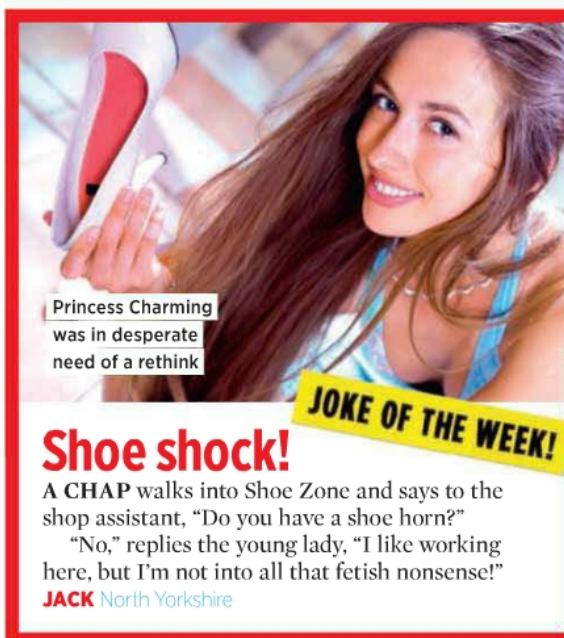 Princess Charming
was in desperate
need of a rethink
JOKE OF THE WEEK!
Shoe shock!
A CHAP walks into Shoe Zone and says to the
shop assistant, “Do you have a shoe horn?”
“No,” replies the young lady, “I like working
here, but I’m not into all that fetish nonsense!”
JACK North Yorkshire